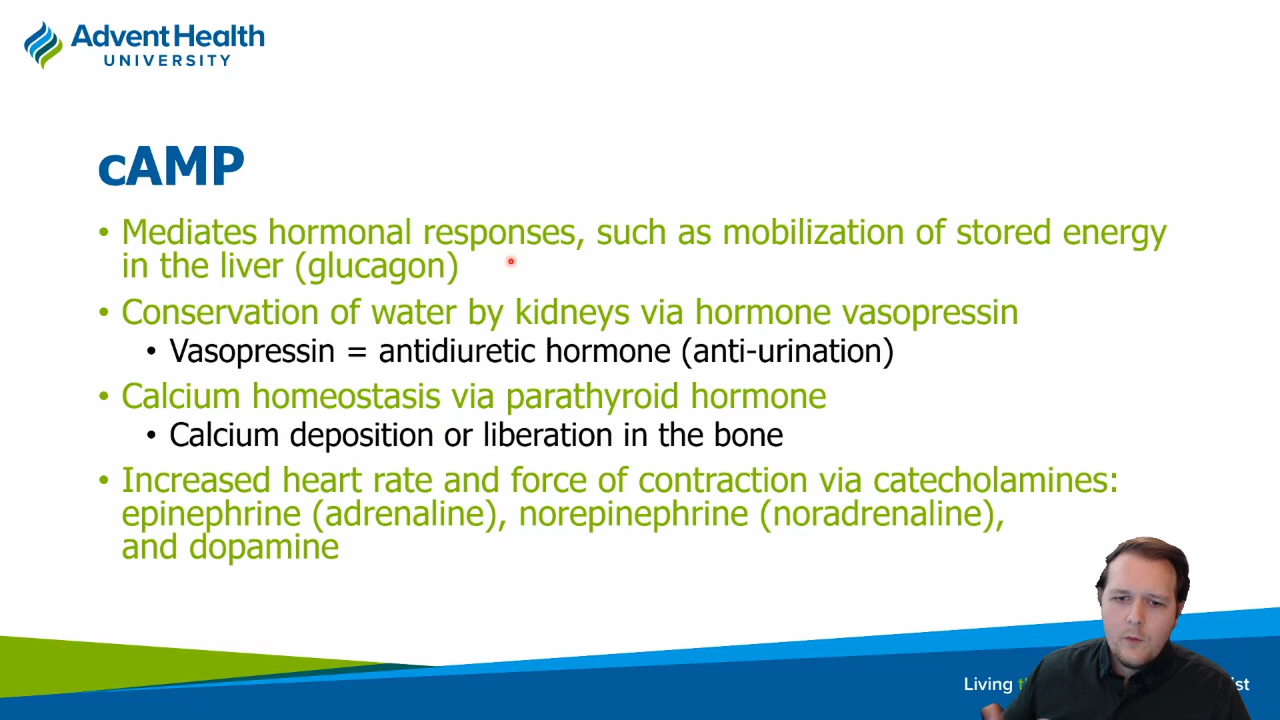 AdventHealth
UNIVERSITY
cAMP
• Mediates hormonal responses, such as mobilization of stored energy
in the liver (glucagon)
• Conservation of water by kidneys via hormone vasopressin
• Vasopressin = antidiuretic hormone (anti-urination)
• Calcium homeostasis via parathyroid hormone
• Calcium deposition or liberation in the bone
• Increased heart rate and force of contraction via catecholamines:
epinephrine (adrenaline), norepinephrine (noradrenaline),
and dopamine
Living